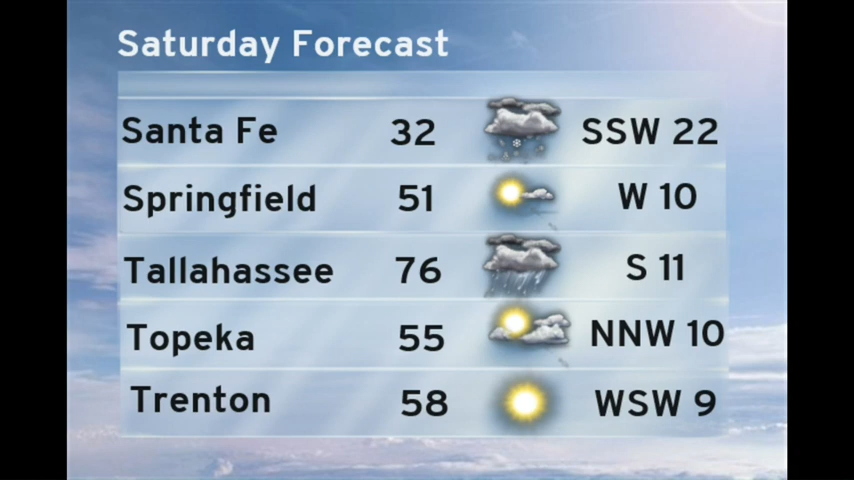 Saturday Forecast
Santa Fe 32 SSW 22
Springfield 51 W 10
Tallahassee 76 S 11
Topeka 55 NNW 10
Trenton 58 WSW 9